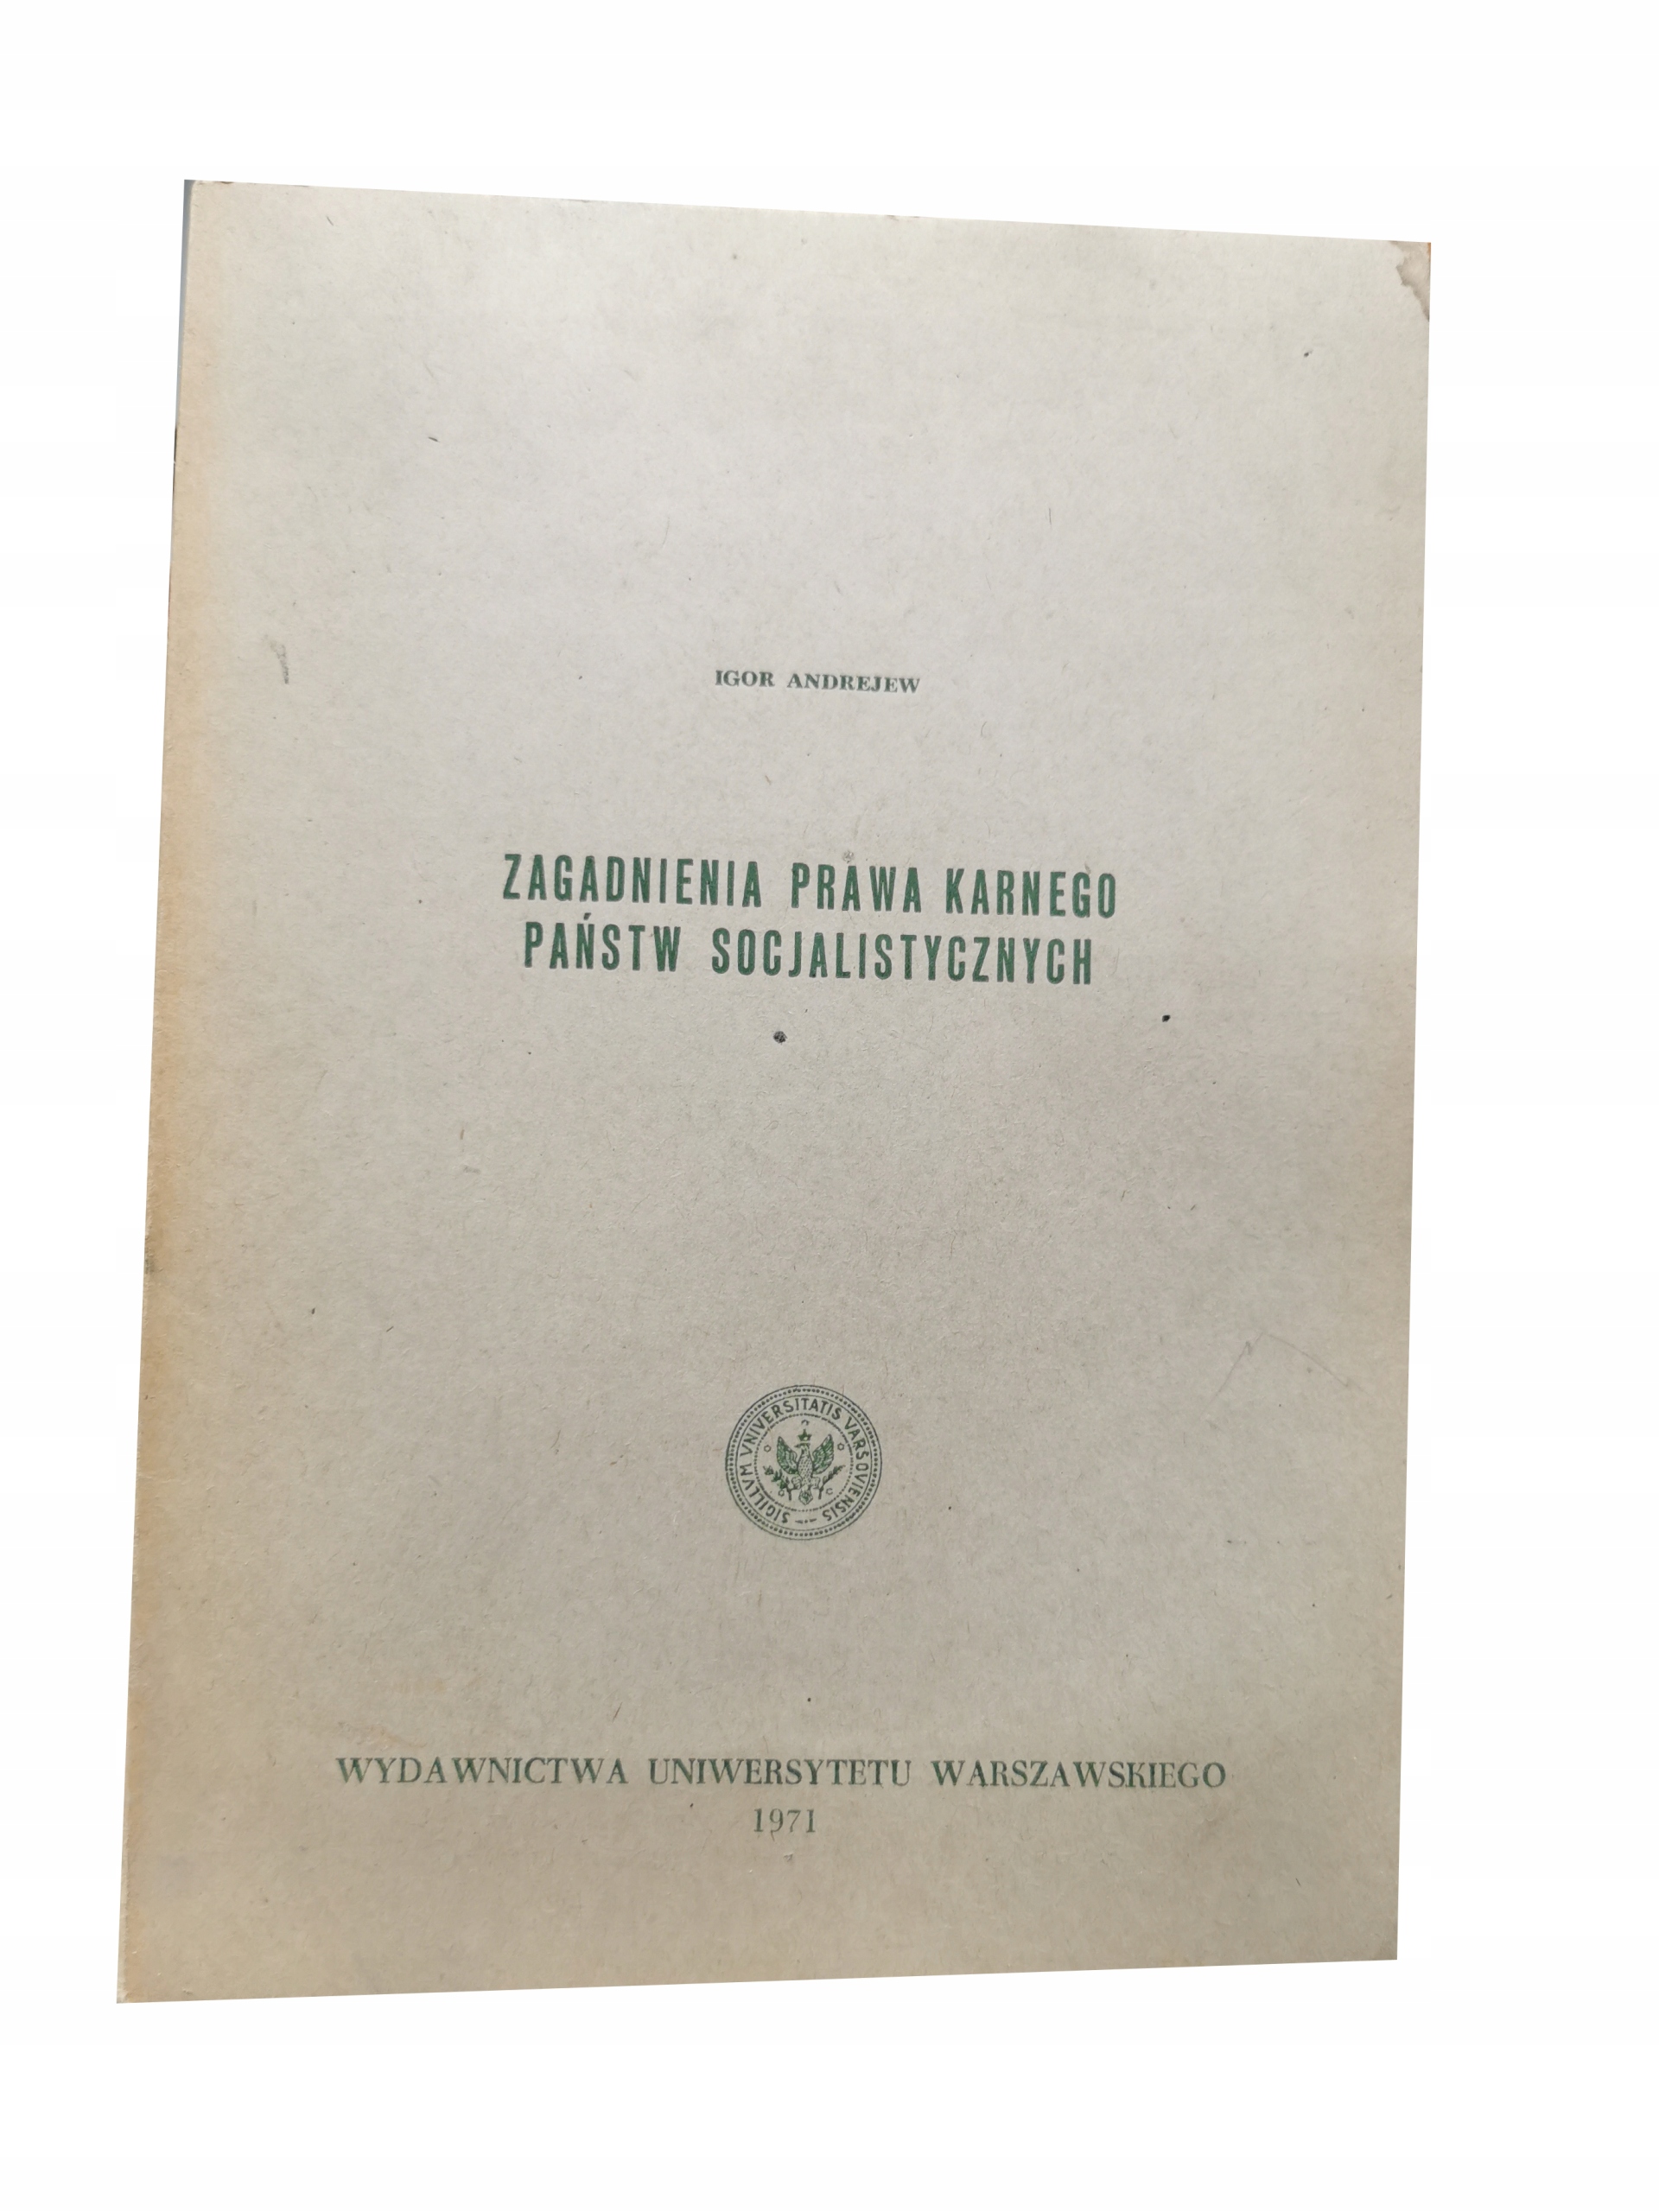 IGOR ANDREJEW
ZAGADNIENIA PRAWA KARNEGO
PAŃSTW SOCJALISTYCZNYCH
SIGILLVM VNIVERSITATIS VARSOVIENSIS
WYDAWNICTWA UNIWERSYTETU WARSZAWSKIEGO
1971